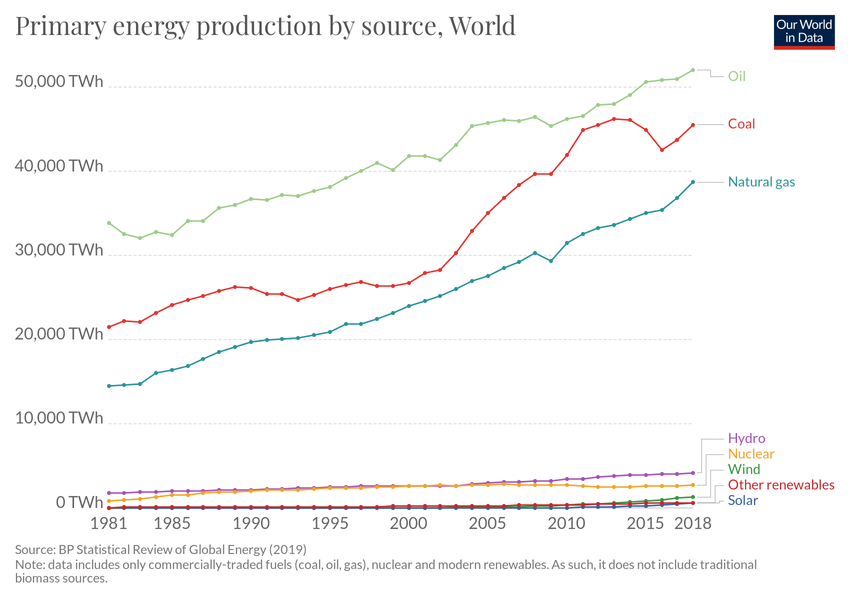 Primary energy production by source, World
Our World
in Data
50,000 TWh
40,000 TWh
30,000 TWh
20,000 TWh
10,000 TWh
0 TWh
Oil
Coal
Natural gas
Hydro
Nuclear
Wind
Other renewables
Solar
1981 1985 1990 1995 2000 2005 2010 2015 2018
Source: BP Statistical Review of Global Energy (2019)
Note: data includes only commercially-traded fuels (coal, oil, gas), nuclear and modern renewables. As such, it does not include traditional
biomass sources.